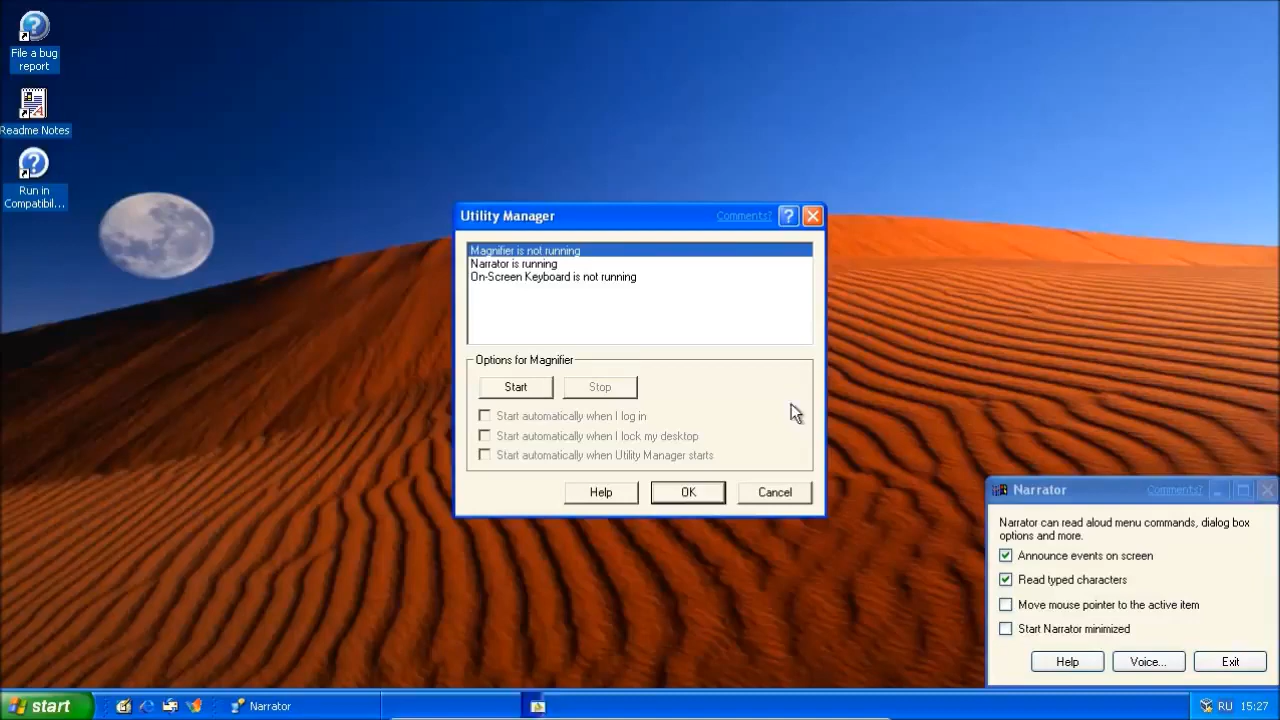 File a bug
report
Readme Notes
Run in
Compatibil...
Utility Manager
Comments?
Magnifier is not running
Narrator is running
On-Screen Keyboard is not running
Options for Magnifier
Start
Stop
Start automatically when I log in
Start automatically when I lock my desktop
Start automatically when Utility Manager starts
Help
OK
Cancel
Narrator
Comments?
Narrator can read aloud menu commands, dialog box
options and more.
Announce events on screen
Read typed characters
Move mouse pointer to the active item
Start Narrator minimized
Help
Voice...
Exit
start
Narrator
RU
15:27